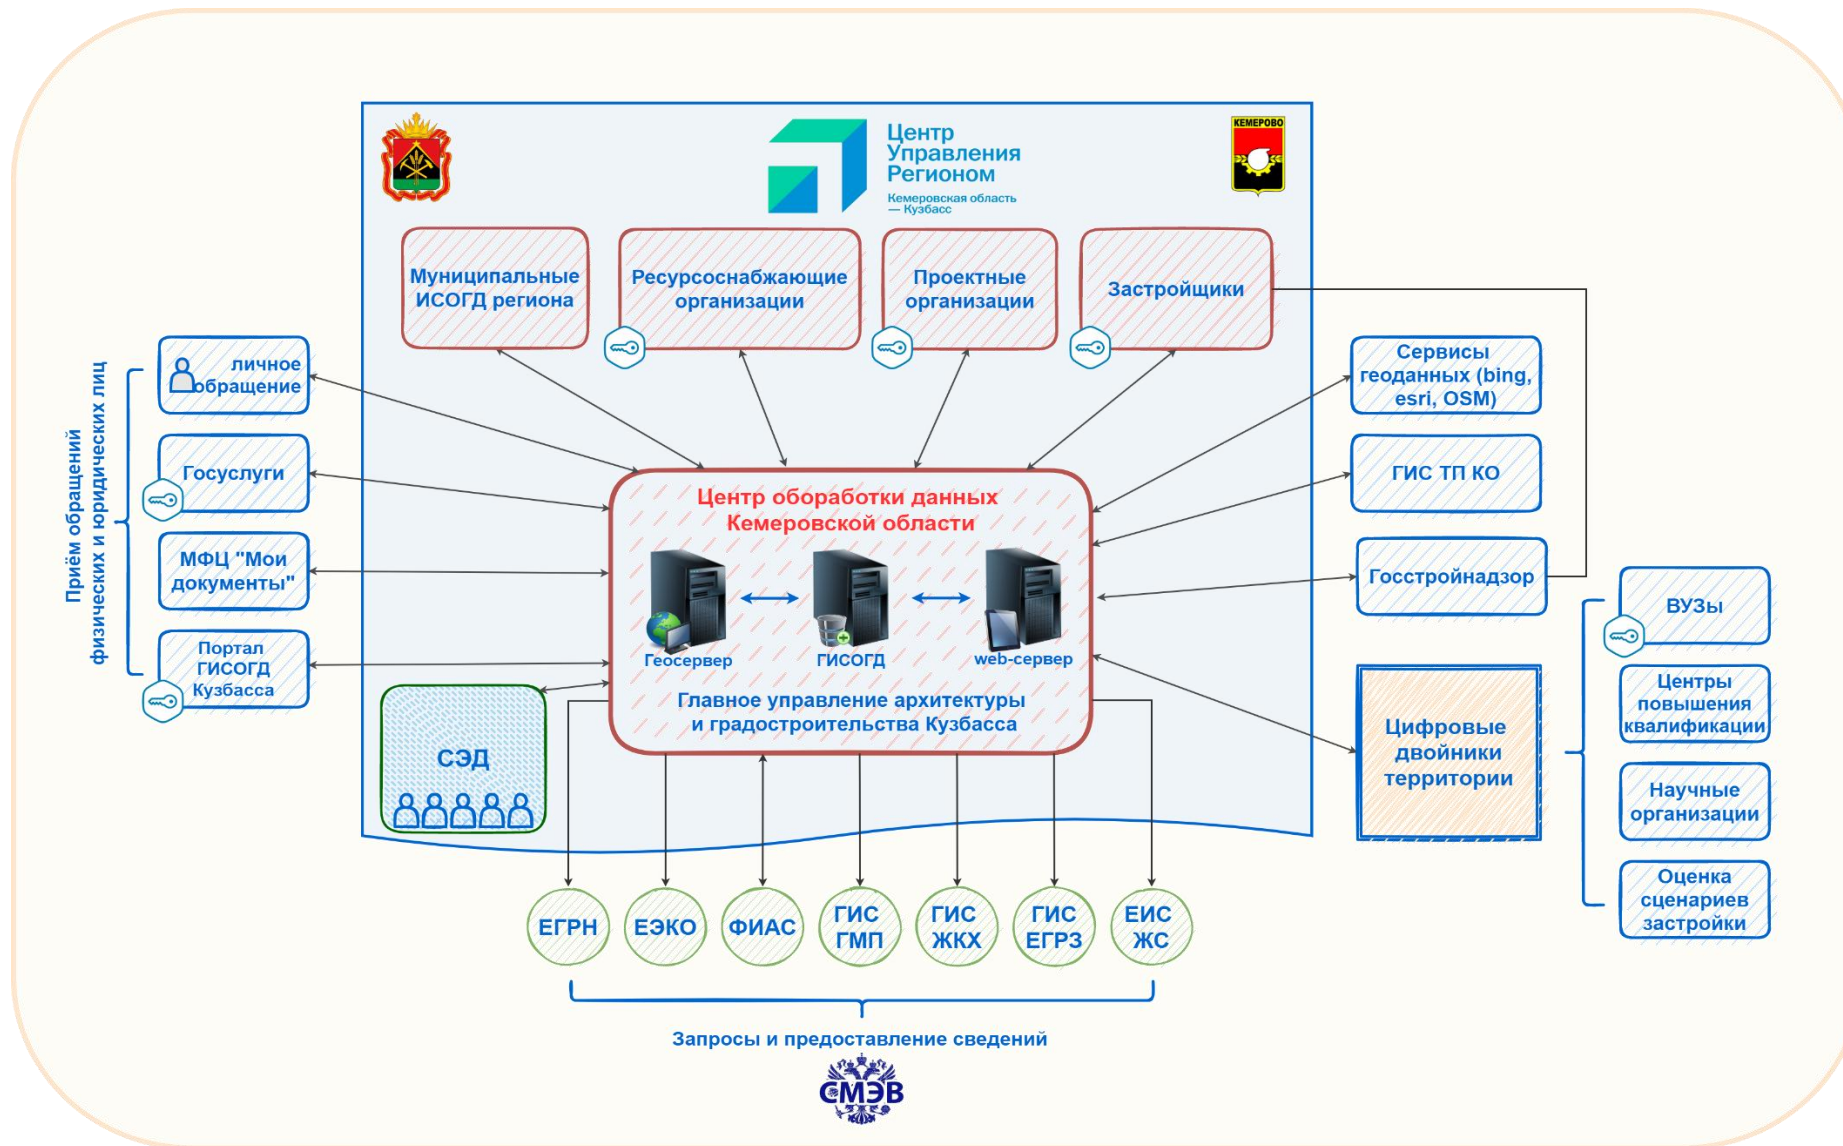 КЕМЕРОВО
Центр
Управления
Регионом
Кемеровская область
— Кузбасс
Муниципальные
ИСОГД региона
Ресурсоснабжающие
организации
Проектные
организации
Застройщики
Приём обращений
физических и юридических лиц
личное
обращение
Госуслуги
МФЦ "Мои
документы"
Портал
ГИСОГД
Кузбасса
СЭД
Центр обоработки данных
Кемеровской области
Геосервер
ГИСОГД
web-сервер
Главное управление архитектуры
и градостроительства Кузбасса
Сервисы
геоданных (bing,
esri, OSM)
ГИС ТП КО
Госстройнадзор
Цифровые
двойники
территории
ВУЗы
Центры
повышения
квалификации
Научные
организации
Оценка
сценариев
застройки
ЕГРН
ЕЭКО
ФИАС
ГИС
ГМП
ГИС
ЖКХ
ГИС
ЕГРЗ
ЕИС
ЖС
Запросы и предоставление сведений
СМЭВ